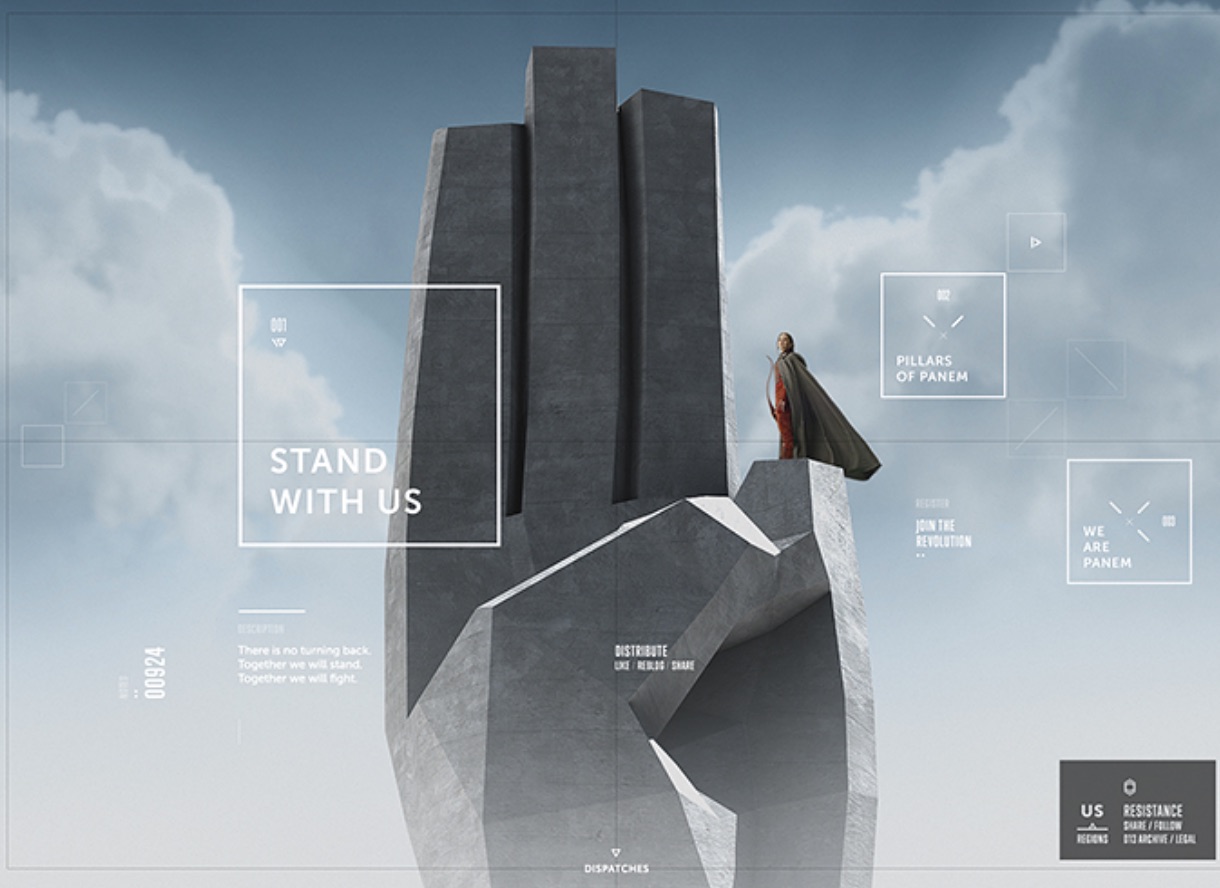 001
STAND
WITH US
DESCRIPTION
There is no turning back.
Together we will stand.
Together we will fight.
00924
DISTRIBUTE
LIKE / REBLOG / SHARE
DISPATCHES
002
PILLARS
OF PANEM
REGISTER
JOIN THE
REVOLUTION
003
WE
ARE
PANEM
US
REGIONS
RESISTANCE
SHARE / FOLLOW
D13 ARCHIVE / LEGAL